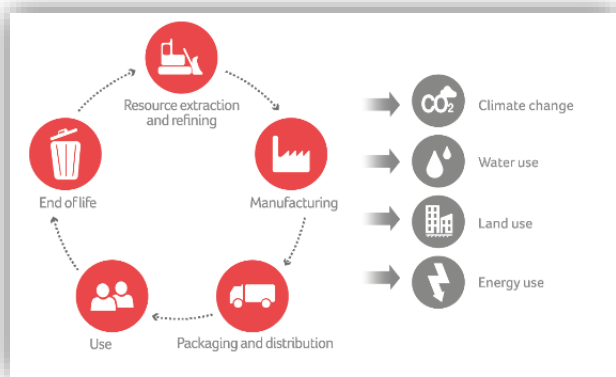 Resource extraction
and refining
Manufacturing
Packaging and distribution
Use
End of life
CO₂
Climate change
Water use
Land use
Energy use